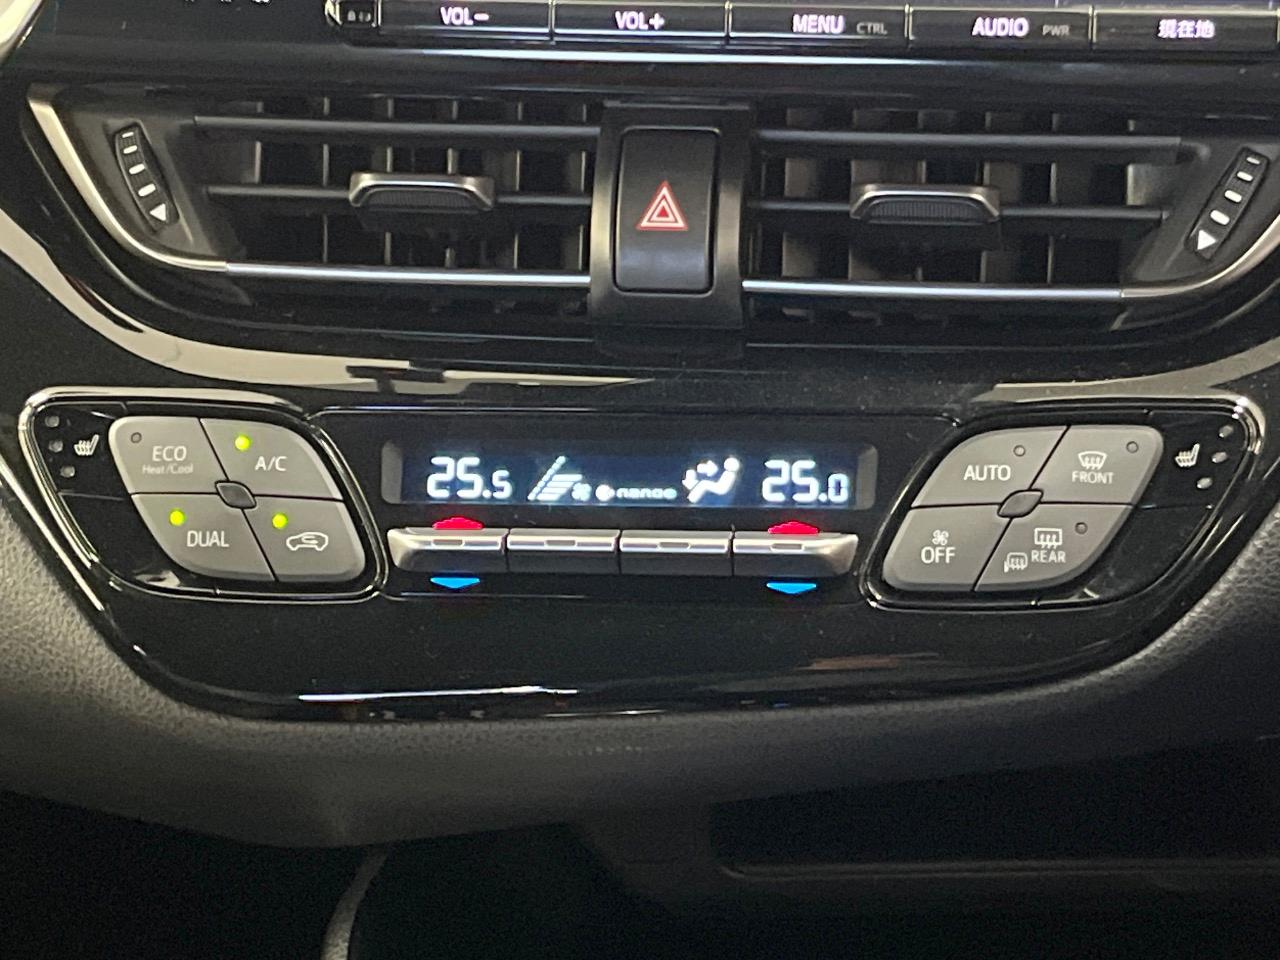 VOL− VOL+ MENU CTRL AUDIO PWR 現在地
ECO
Heat/Cool
A/C
25.5 nanoe 25.0
AUTO
FRONT
DUAL
OFF
REAR